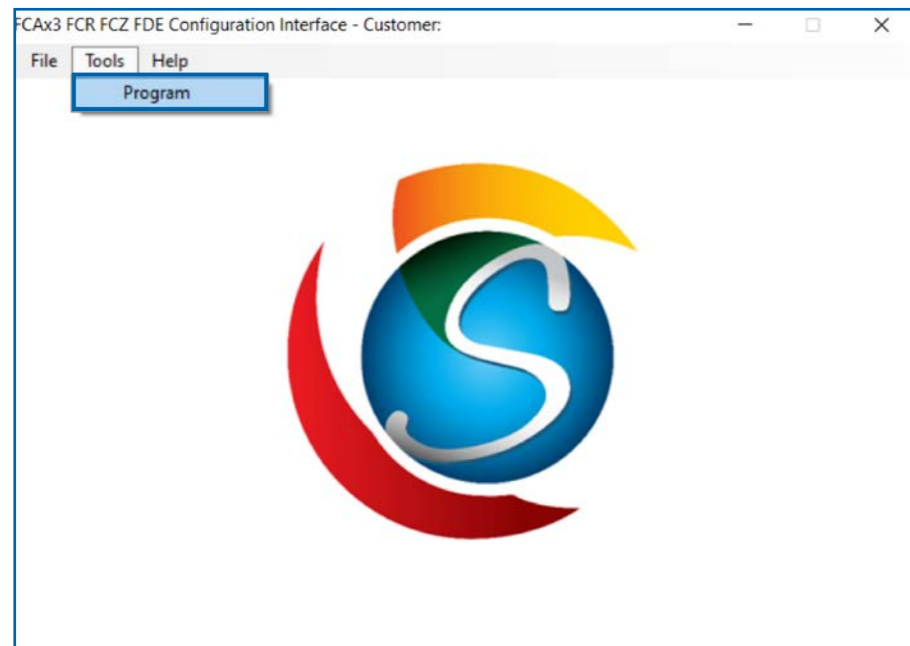 FCAx3 FCR FCZ FDE Configuration Interface - Customer:
File Tools Help
Program
S